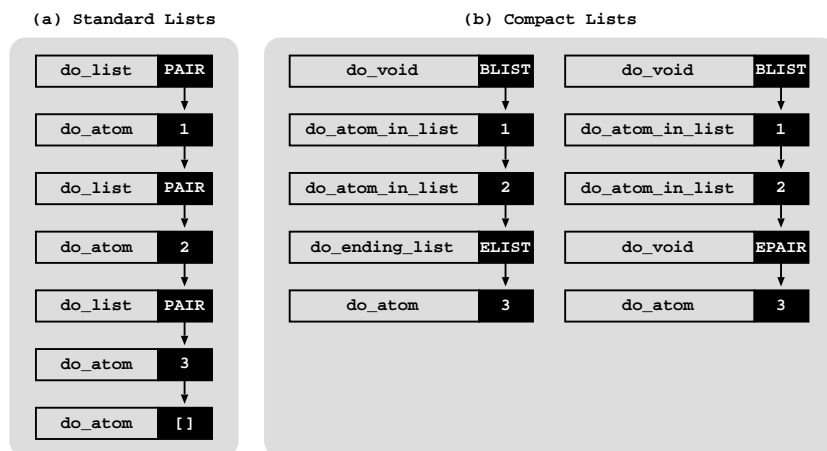 (a) Standard Lists
do_list PAIR
do_atom 1
do_list PAIR
do_atom 2
do_list PAIR
do_atom 3
do_atom []
(b) Compact Lists
do_void BLIST
do_atom_in_list 1
do_atom_in_list 2
do_ending_list ELIST
do_atom 3
do_void BLIST
do_atom_in_list 1
do_atom_in_list 2
do_void EPAIR
do_atom 3